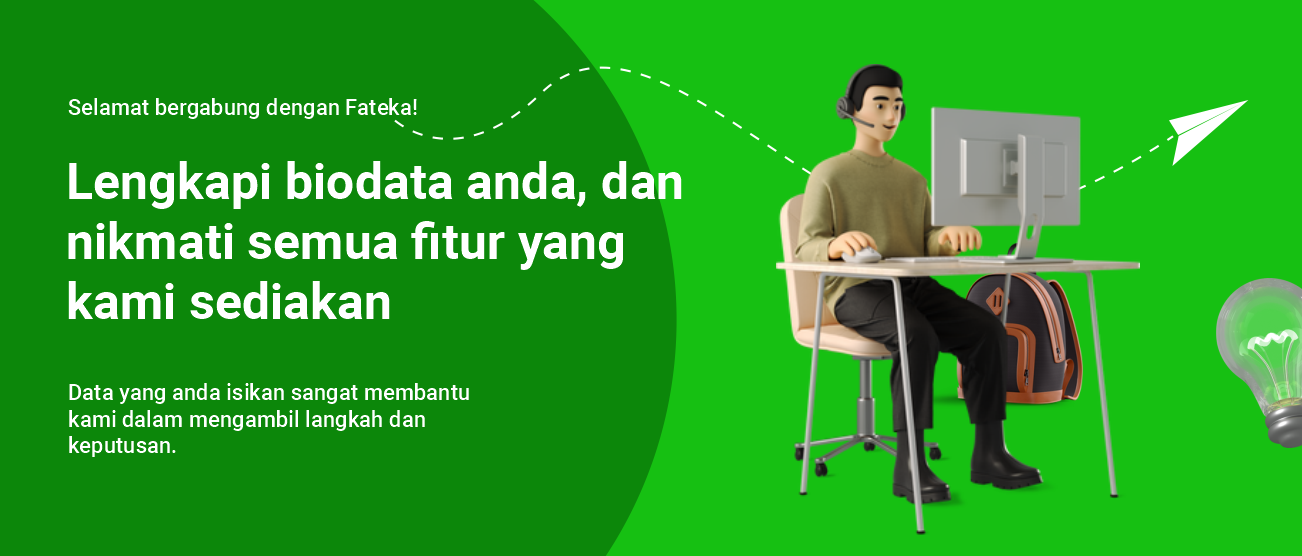 Selamat bergabung dengan Fateka!
Lengkapi biodata anda, dan
nikmati semua fitur yang
kami sediakan
Data yang anda isikan sangat membantu
kami dalam mengambil langkah dan
keputusan.